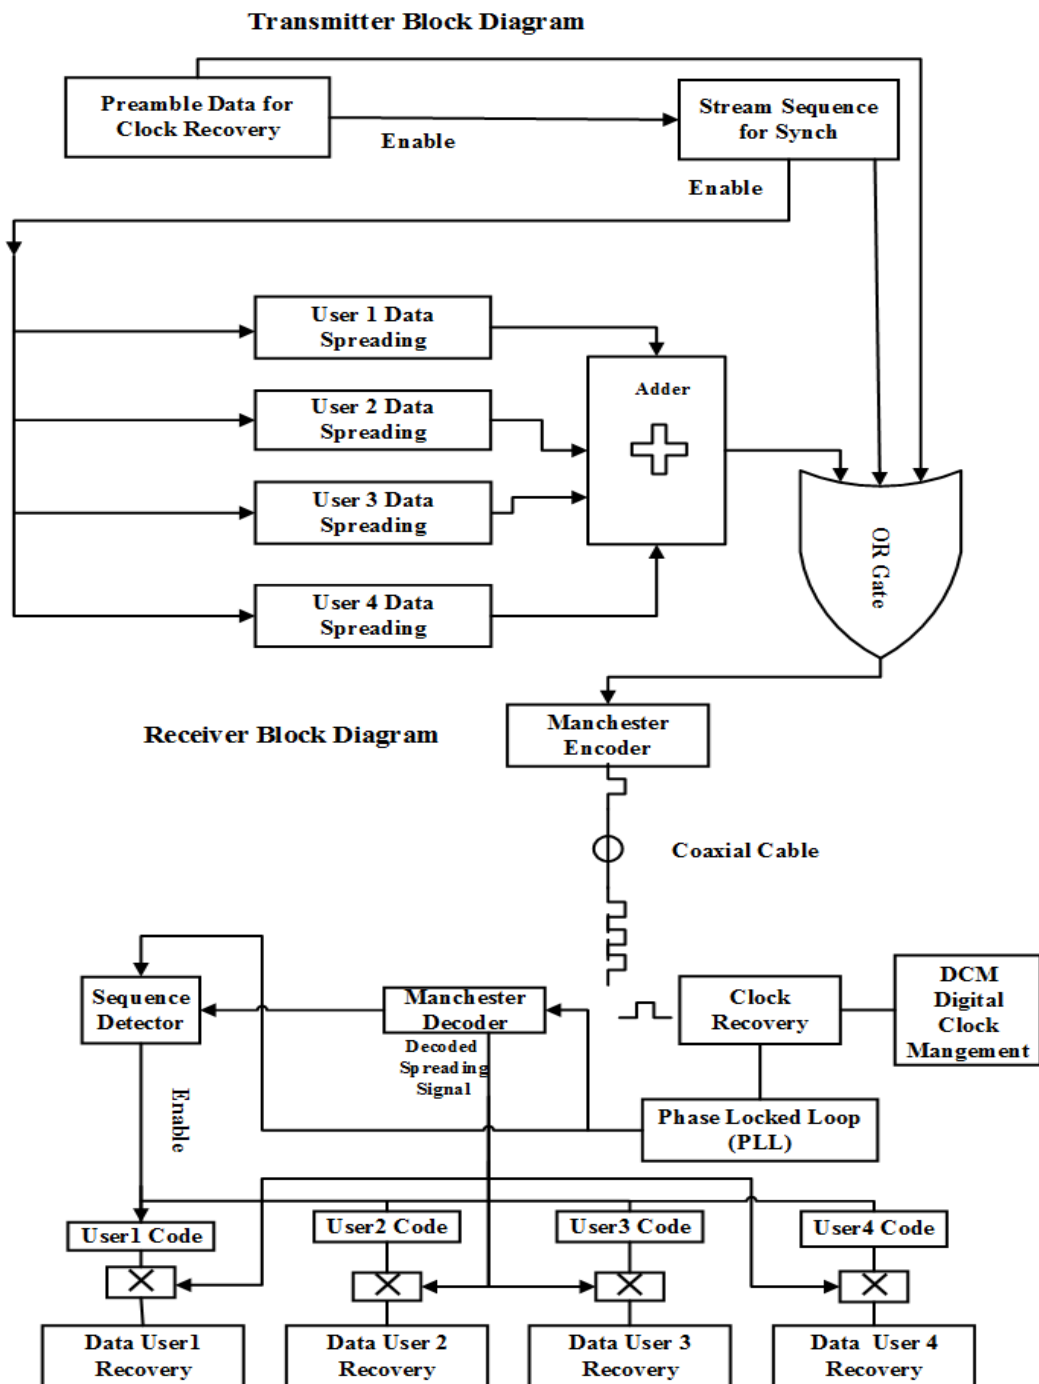 Transmitter Block Diagram
Preamble Data for
Clock Recovery
Enable
Stream Sequence
for Synch
Enable
User 1 Data
Spreading
User 2 Data
Spreading
User 3 Data
Spreading
User 4 Data
Spreading
Adder
OR Gate
Manchester
Encoder
Receiver Block Diagram
Coaxial Cable
Sequence
Detector
Manchester
Decoder
Decoded
Spreading
Signal
Clock
Recovery
DCM
Digital
Clock
Mangement
Phase Locked Loop
(PLL)
Enable
User1 Code
User2 Code
User3 Code
User4 Code
Data User1
Recovery
Data User 2
Recovery
Data User 3
Recovery
Data User 4
Recovery